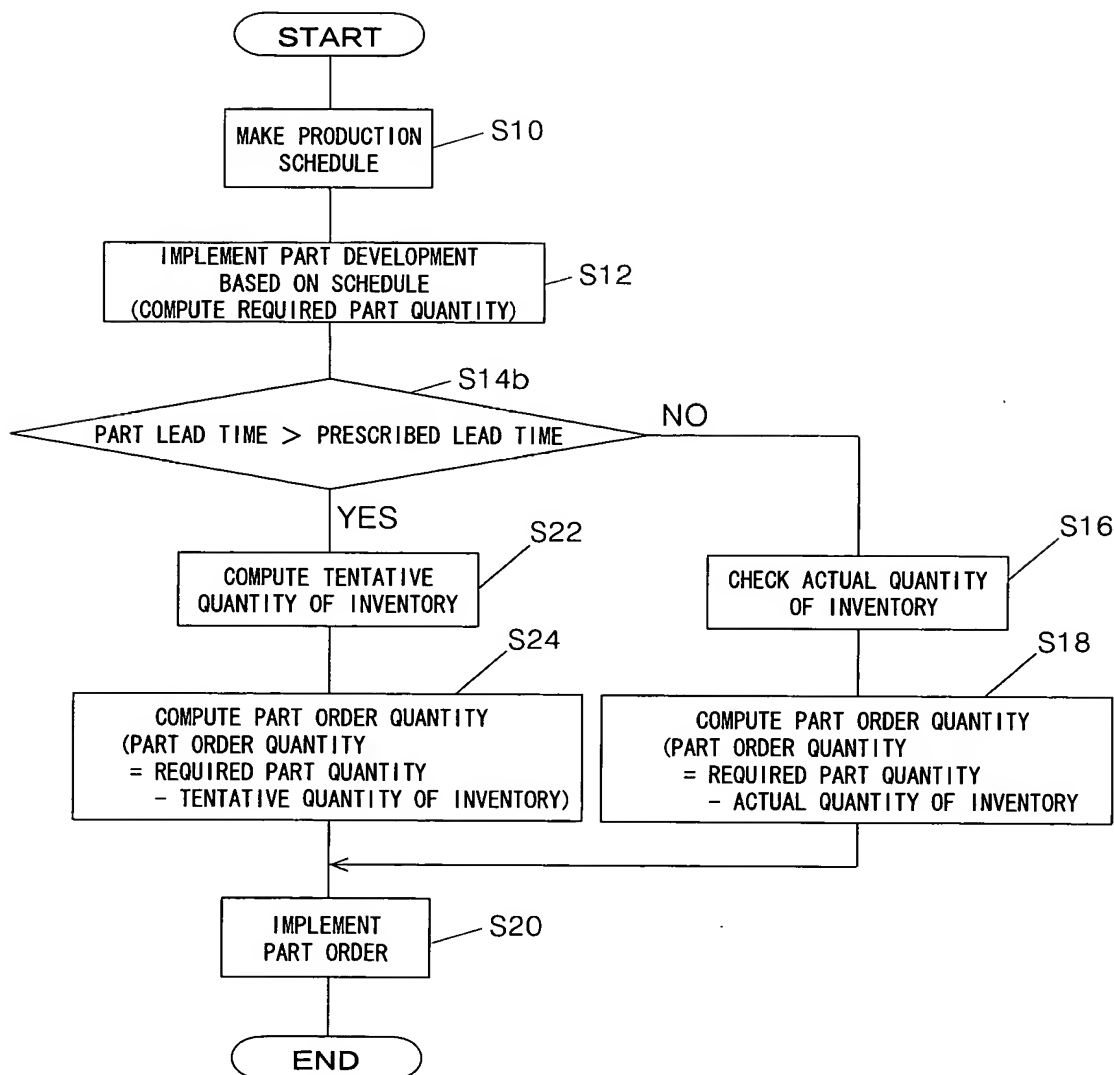 START
MAKE PRODUCTION
SCHEDULE
S10
IMPLEMENT PART DEVELOPMENT
BASED ON SCHEDULE
(COMPUTE REQUIRED PART QUANTITY)
S12
S14b
PART LEAD TIME > PRESCRIBED LEAD TIME
NO
YES
S22
COMPUTE TENTATIVE
QUANTITY OF INVENTORY
S16
CHECK ACTUAL QUANTITY
OF INVENTORY
S24
COMPUTE PART ORDER QUANTITY
(PART ORDER QUANTITY
= REQUIRED PART QUANTITY
- TENTATIVE QUANTITY OF INVENTORY)
S18
COMPUTE PART ORDER QUANTITY
(PART ORDER QUANTITY
= REQUIRED PART QUANTITY
- ACTUAL QUANTITY OF INVENTORY
IMPLEMENT
PART ORDER
S20
END